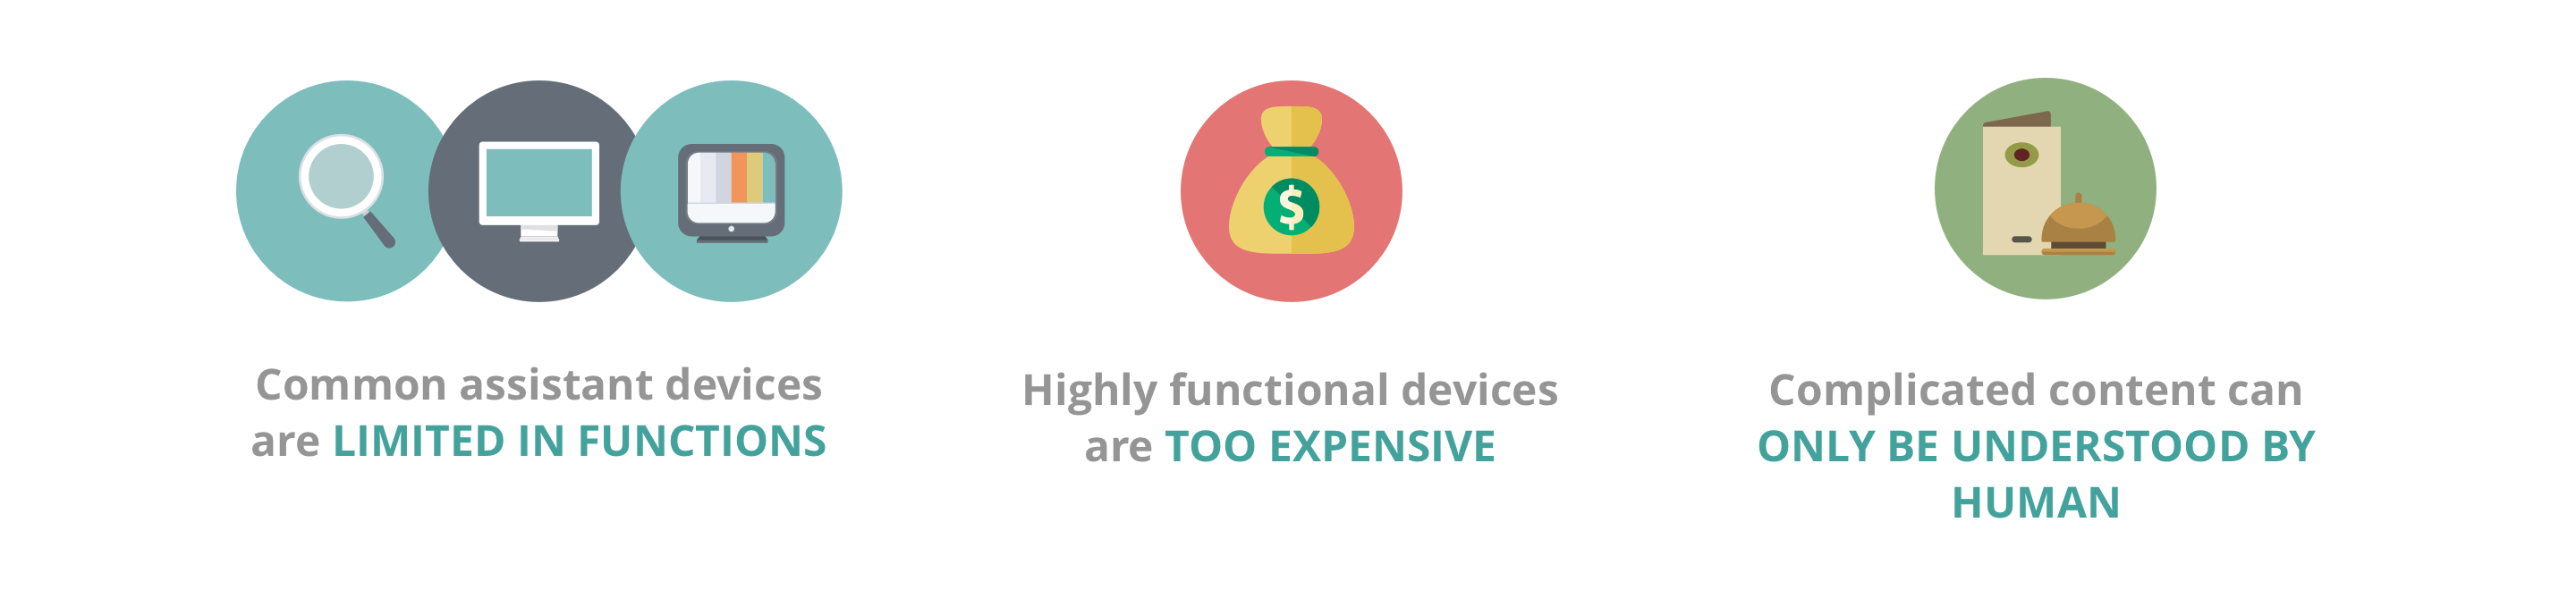 Common assistant devices
are LIMITED IN FUNCTIONS
$
Highly functional devices
are TOO EXPENSIVE
Complicated content can
ONLY BE UNDERSTOOD BY
HUMAN